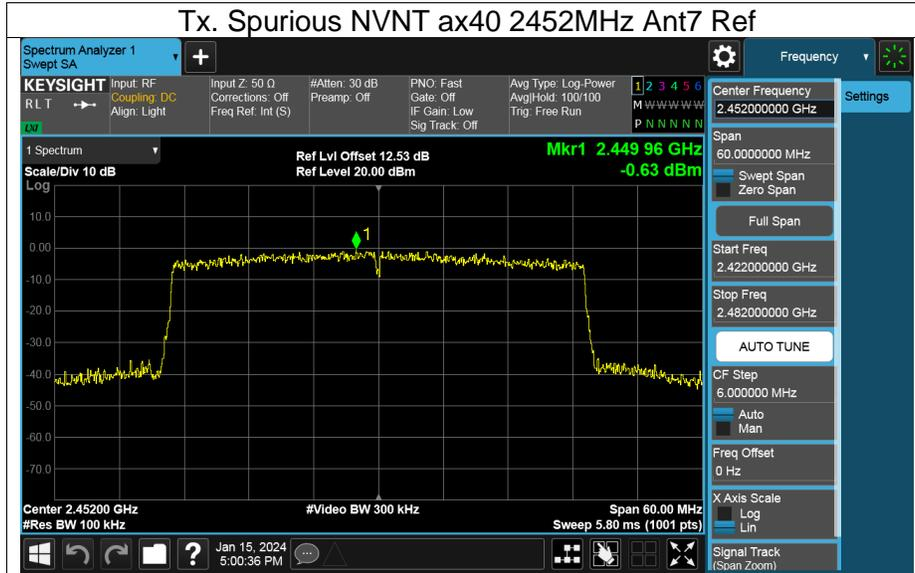 Tx. Spurious NVNT ax40 2452MHz Ant7 Ref
Spectrum Analyzer 1
Swept SA
+
Frequency
KEYSIGHT
RLT
LXI
Input: RF
Coupling: DC
Align: Light
Input Z: 50 Ω
Corrections: Off
Freq Ref: Int (S)
#Atten: 30 dB
Preamp: Off
PNO: Fast
Gate: Off
IF Gain: Low
Sig Track: Off
Avg Type: Log-Power
Avg|Hold: 100/100
Trig: Free Run
1 2 3 4 5 6
M W W W W W
P N N N N N
Center Frequency
2.452000000 GHz
Settings
Span
60.0000000 MHz
Swept Span
Zero Span
Full Span
Start Freq
2.422000000 GHz
Stop Freq
2.482000000 GHz
AUTO TUNE
CF Step
6.000000 MHz
Auto
Man
Freq Offset
0 Hz
X Axis Scale
Log
Lin
Signal Track
(Span Zoom)
1 Spectrum
Scale/Div 10 dB
Ref Lvl Offset 12.53 dB
Ref Level 20.00 dBm
Mkr1 2.449 96 GHz
-0.63 dBm
Log
10.0
0.00
-10.0
-20.0
-30.0
-40.0
-50.0
-60.0
-70.0
1
Center 2.45200 GHz
#Res BW 100 kHz
#Video BW 300 kHz
Span 60.00 MHz
Sweep 5.80 ms (1001 pts)
?
Jan 15, 2024
5:00:36 PM